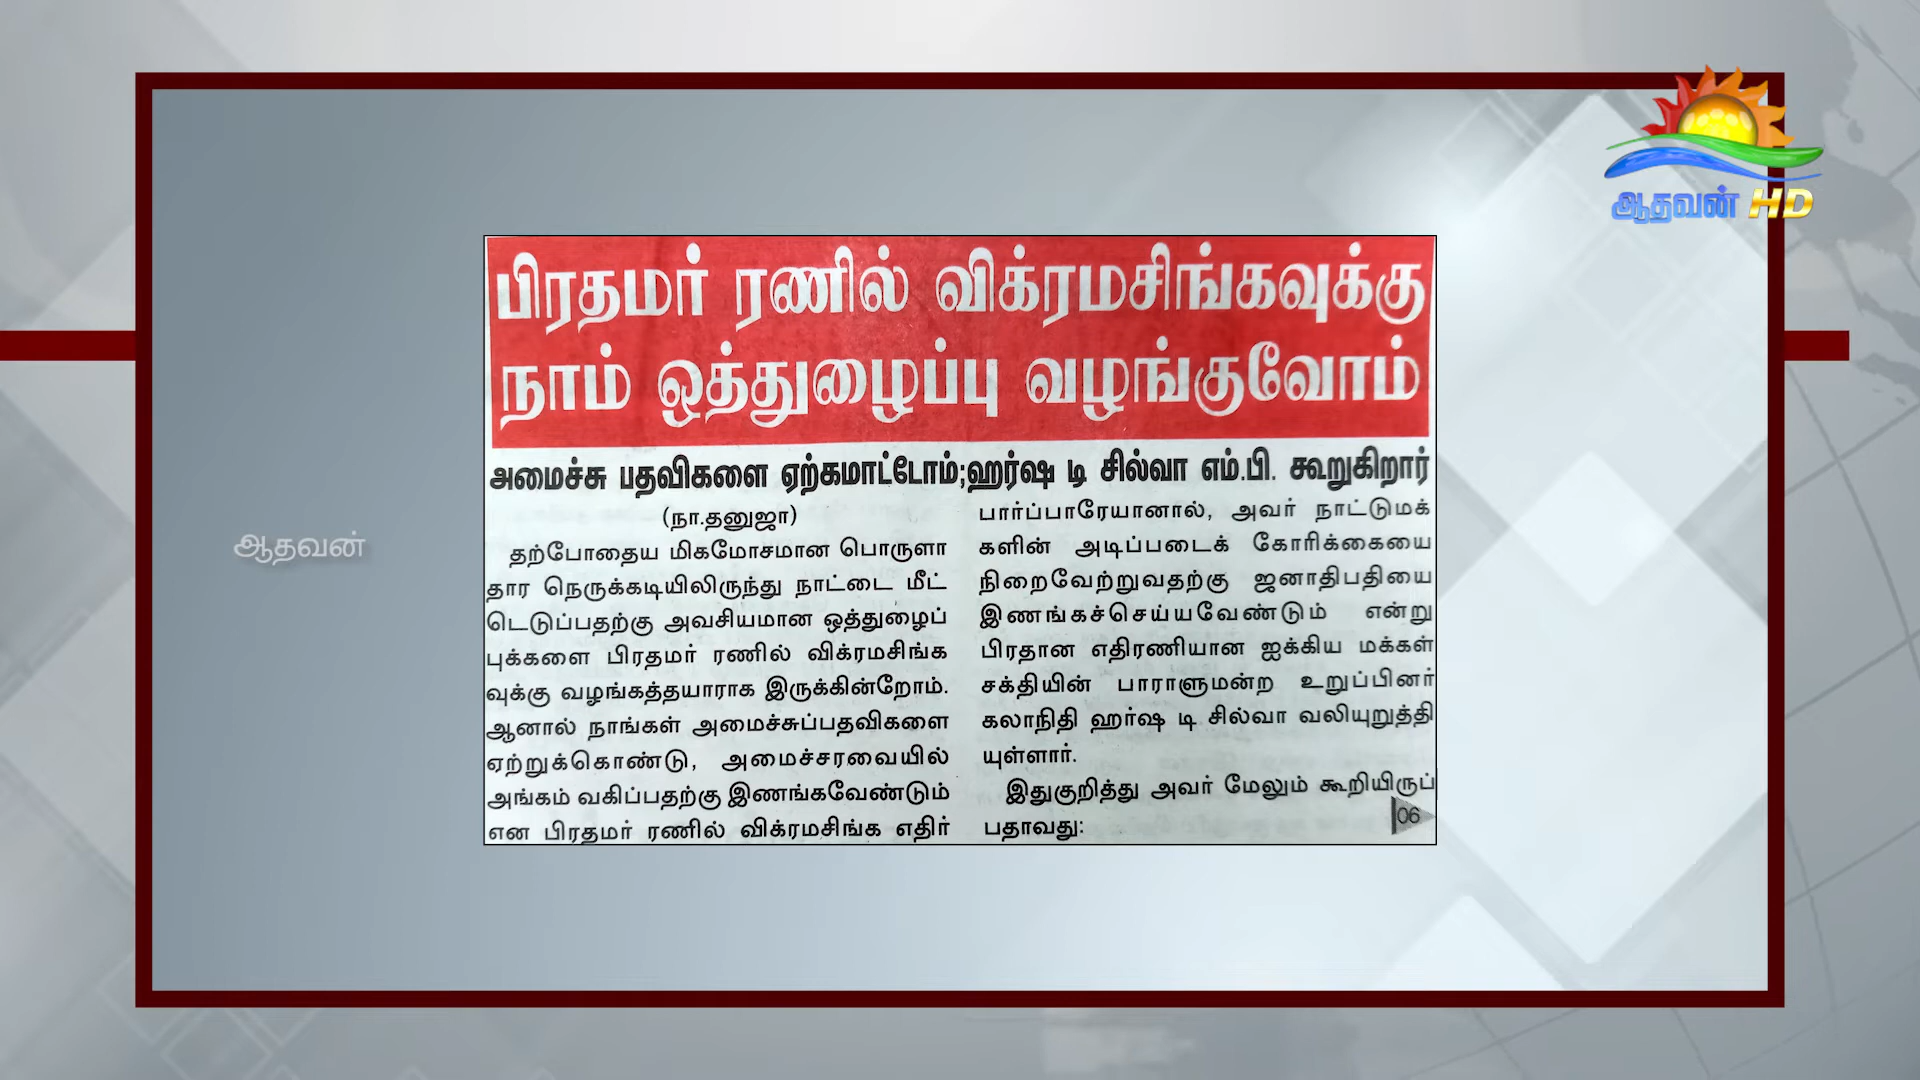 ஆதவன் HD
பிரதமர் ரணில் விக்ரமசிங்கவுக்கு
நாம் ஒத்துழைப்பு வழங்குவோம்
அமைச்சு பதவிகளை ஏற்கமாட்டோம்;ஹர்ஷ டி சில்வா எம்.பி. கூறுகிறார்
(நா.தனுஜா)
தற்போதைய மிகமோசமான பொருளா
தார நெருக்கடியிலிருந்து நாட்டை மீட்
டெடுப்பதற்கு அவசியமான ஒத்துழைப்
புக்களை பிரதமர் ரணில் விக்ரமசிங்க
வுக்கு வழங்கத்தயாராக இருக்கின்றோம்.
ஆனால் நாங்கள் அமைச்சுப்பதவிகளை
ஏற்றுக்கொண்டு, அமைச்சரவையில்
அங்கம் வகிப்பதற்கு இணங்கவேண்டும்
என பிரதமர் ரணில் விக்ரமசிங்க எதிர்
பார்ப்பாரேயானால், அவர் நாட்டுமக்
களின் அடிப்படைக் கோரிக்கையை
நிறைவேற்றுவதற்கு ஜனாதிபதியை
இணங்கச்செய்யவேண்டும் என்று
பிரதான எதிரணியான ஐக்கிய மக்கள்
சக்தியின் பாராளுமன்ற உறுப்பினர்
கலாநிதி ஹர்ஷ டி சில்வா வலியுறுத்தி
யுள்ளார்.
இதுகுறித்து அவர் மேலும் கூறியிருப்
பதாவது:
06
ஆதவன்